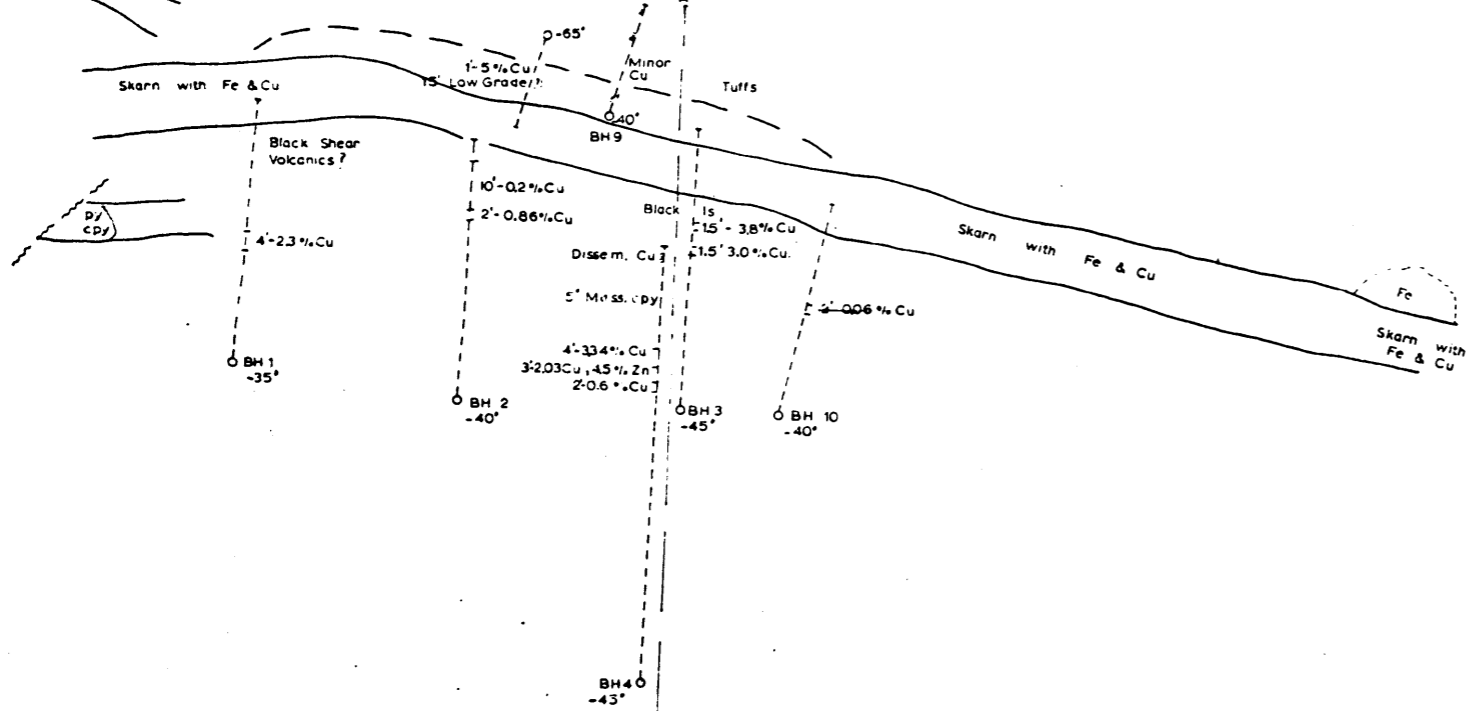 -65°
1'-5%Cu
15' Low Grade?
Minor
Cu
Tuffs
Skarn with Fe & Cu
40°
BH 9
Black Shear
Volcanics?
10'-0.2%Cu
2'-0.86%Cu
Black Is
1.5'- 3.8% Cu
1.5' 3.0%Cu.
py
cpy
4'-2.3%Cu
Dissem. Cu
5" Mass. cpy
Skarn with Fe & Cu
Fe
Skarn with
Fe & Cu
0.06% Cu
4'-3.34% Cu
3'-2.03Cu, 4.5% Zn
2'-0.6%Cu
BH 1
-35°
BH 2
-40°
BH 3
-45°
BH 10
-40°
BH4
-43°